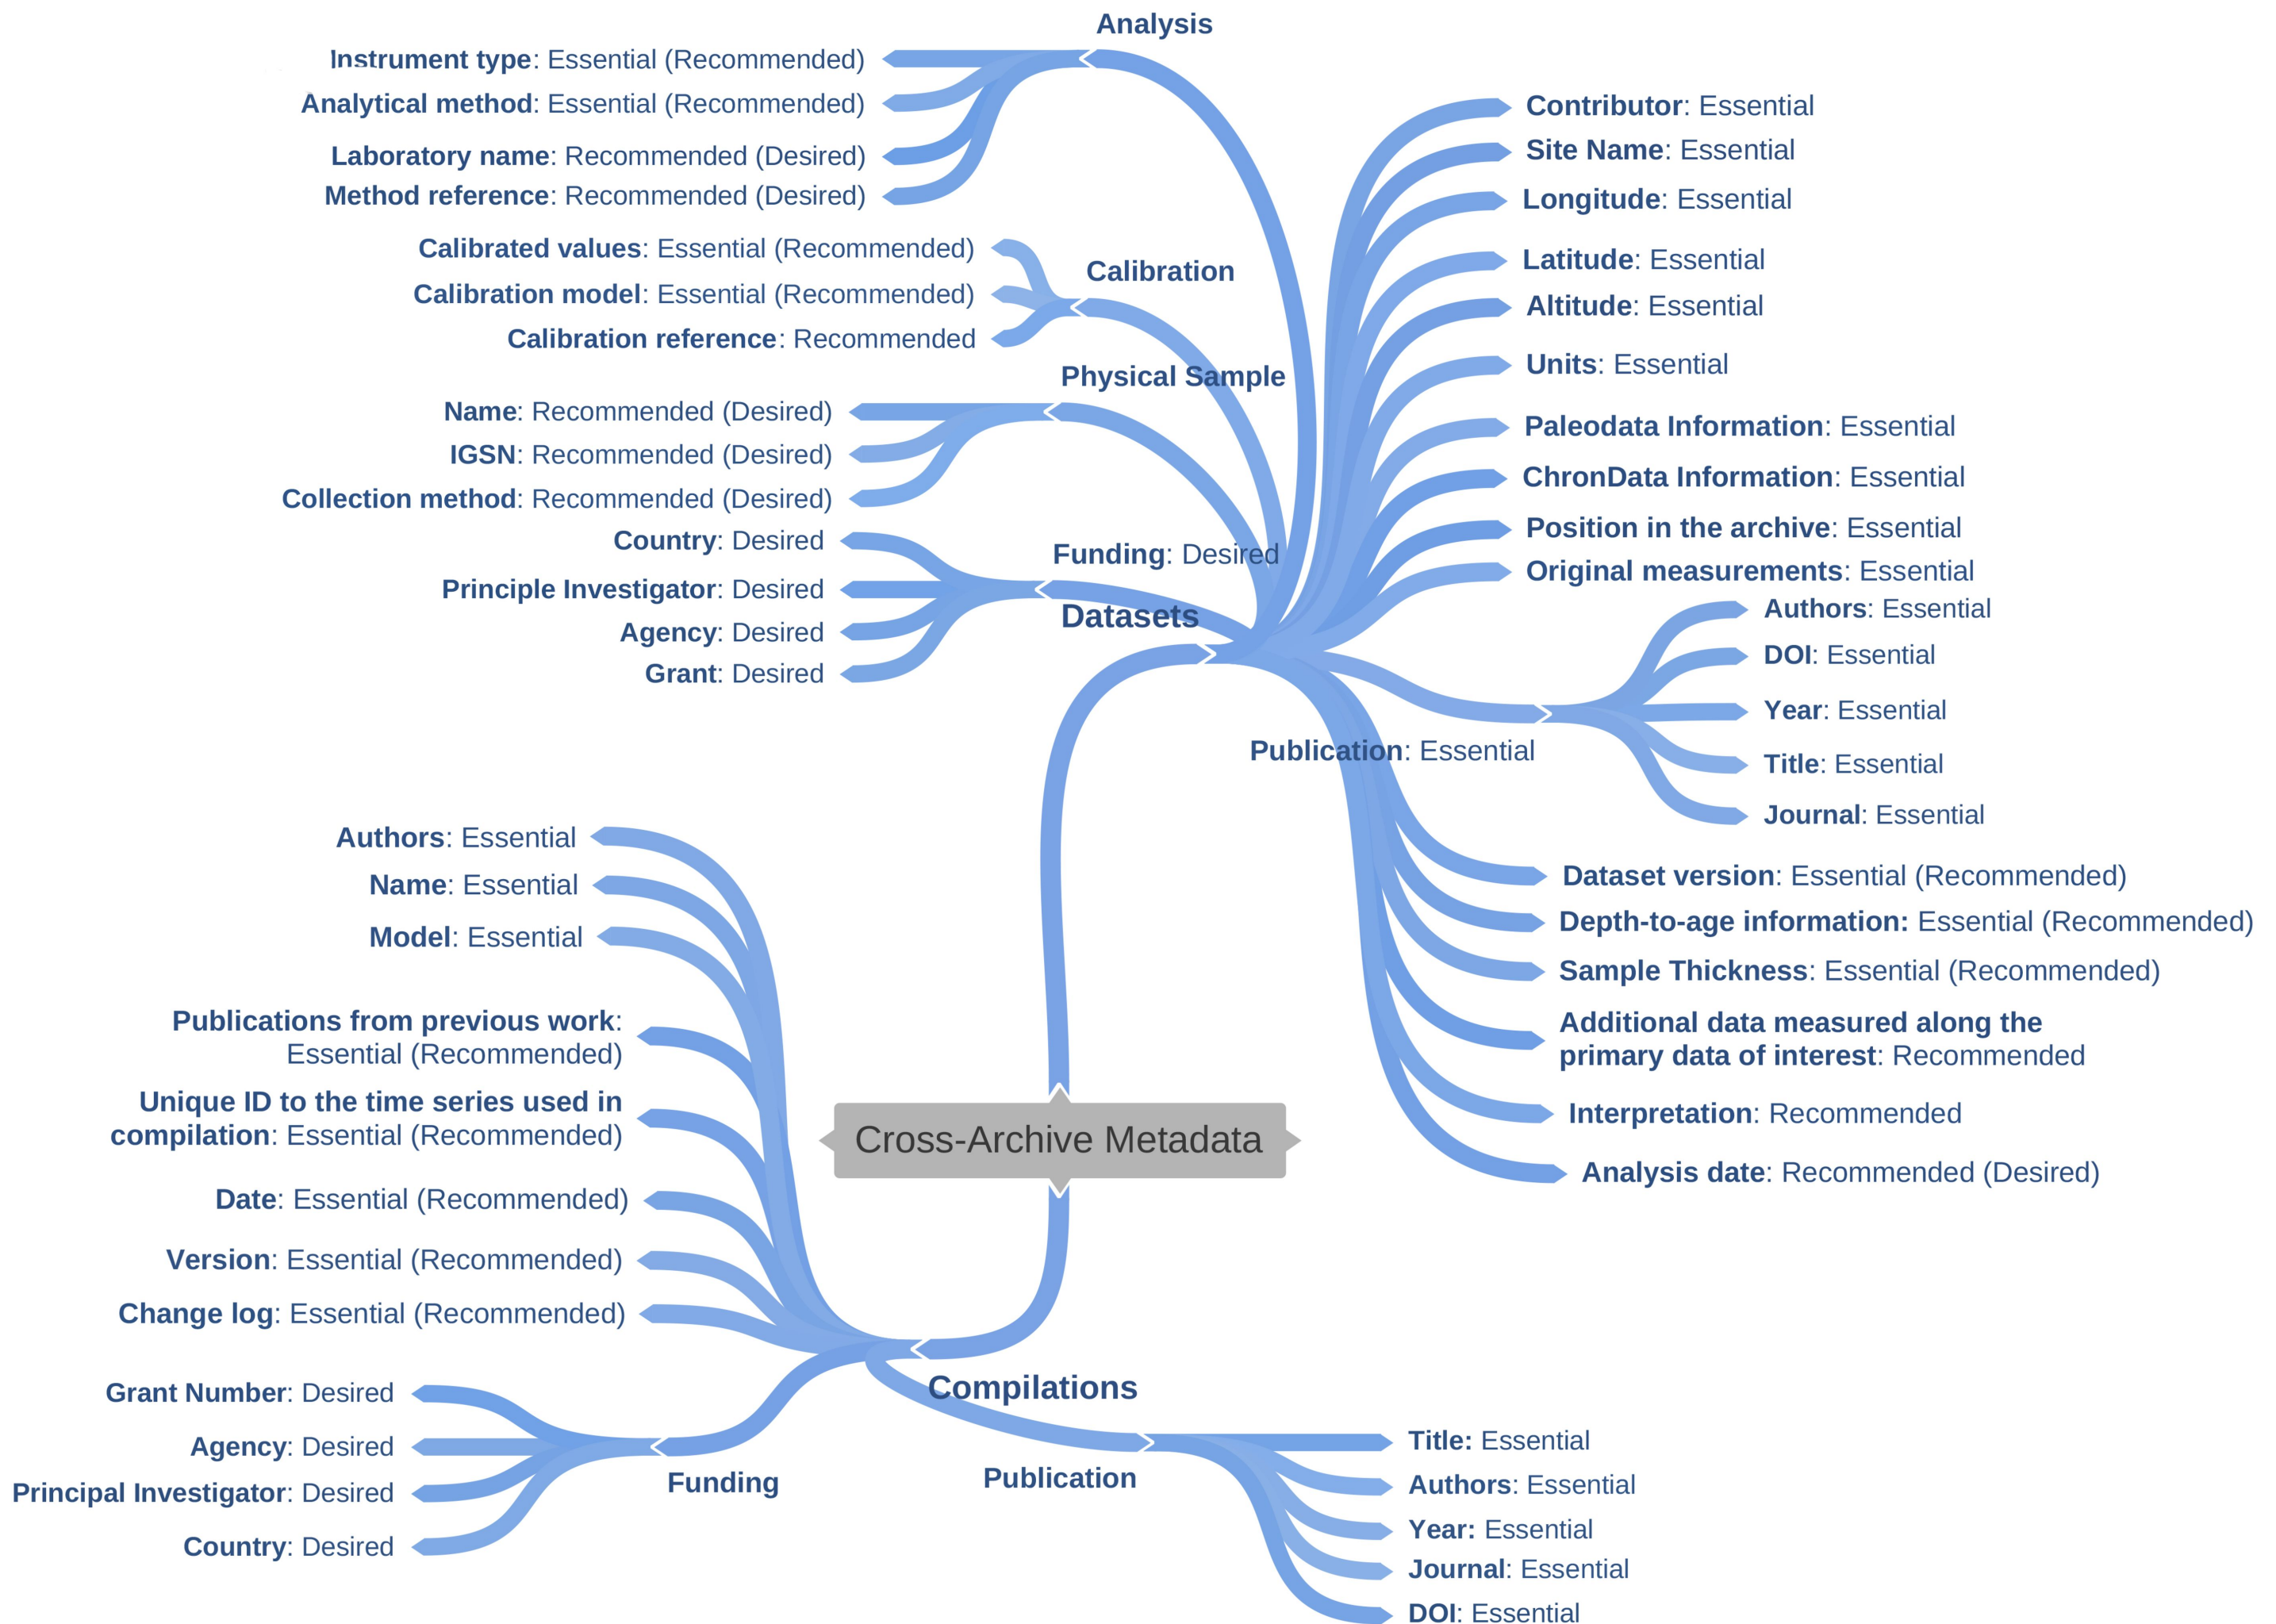 Analysis
Instrument type: Essential (Recommended)
Analytical method: Essential (Recommended)
Laboratory name: Recommended (Desired)
Method reference: Recommended (Desired)
Calibrated values: Essential (Recommended)
Calibration
Calibration model: Essential (Recommended)
Calibration reference: Recommended
Physical Sample
Name: Recommended (Desired)
IGSN: Recommended (Desired)
Collection method: Recommended (Desired)
Country: Desired
Funding: Desired
Principle Investigator: Desired
Agency: Desired
Grant: Desired
Datasets
Contributor: Essential
Site Name: Essential
Longitude: Essential
Latitude: Essential
Altitude: Essential
Units: Essential
Paleodata Information: Essential
ChronData Information: Essential
Position in the archive: Essential
Original measurements: Essential
Authors: Essential
DOI: Essential
Year: Essential
Publication: Essential
Title: Essential
Journal: Essential
Dataset version: Essential (Recommended)
Depth-to-age information: Essential (Recommended)
Sample Thickness: Essential (Recommended)
Additional data measured along the
primary data of interest: Recommended
Interpretation: Recommended
Analysis date: Recommended (Desired)
Cross-Archive Metadata
Authors: Essential
Name: Essential
Model: Essential
Publications from previous work:
Essential (Recommended)
Unique ID to the time series used in
compilation: Essential (Recommended)
Date: Essential (Recommended)
Version: Essential (Recommended)
Change log: Essential (Recommended)
Compilations
Grant Number: Desired
Agency: Desired
Funding
Principal Investigator: Desired
Country: Desired
Publication
Title: Essential
Authors: Essential
Year: Essential
Journal: Essential
DOI: Essential